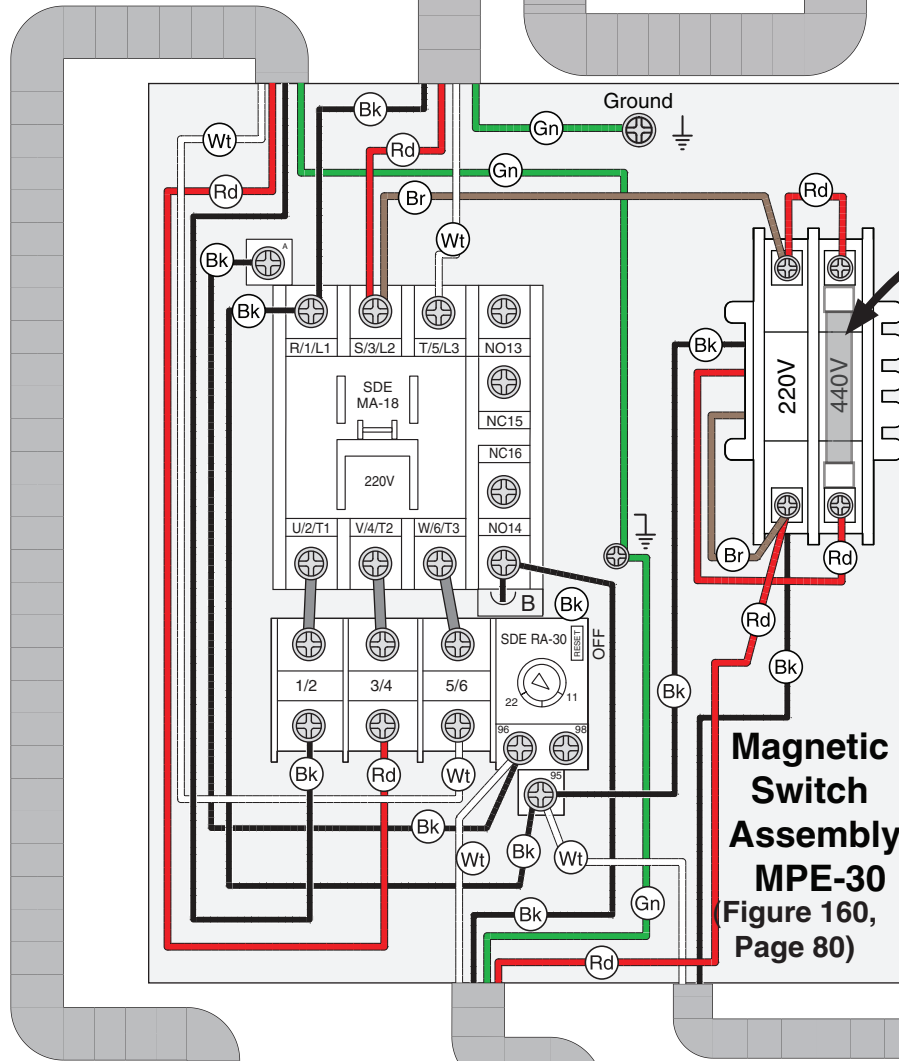 Ground
Bk
Gn
Wt
Rd
Gn
Rd
Br
Rd
Wt
A
Bk
Bk
R/1/L1
S/3/L2
T/5/L3
NO13
Bk
SDE
MA-18
NC15
220V
440V
NC16
220V
U/2/T1
V/4/T2
W/6/T3
NO14
Br
Rd
B
Bk
Rd
SDE RA-30
RESET
OFF
1/2
3/4
5/6
22
11
Bk
Bk
96
98
Bk
Rd
Wt
95
Magnetic
Switch
Assembly
MPE-30
(Figure 160,
Page 80)
Bk
Wt
Bk
Wt
Bk
Gn
Rd